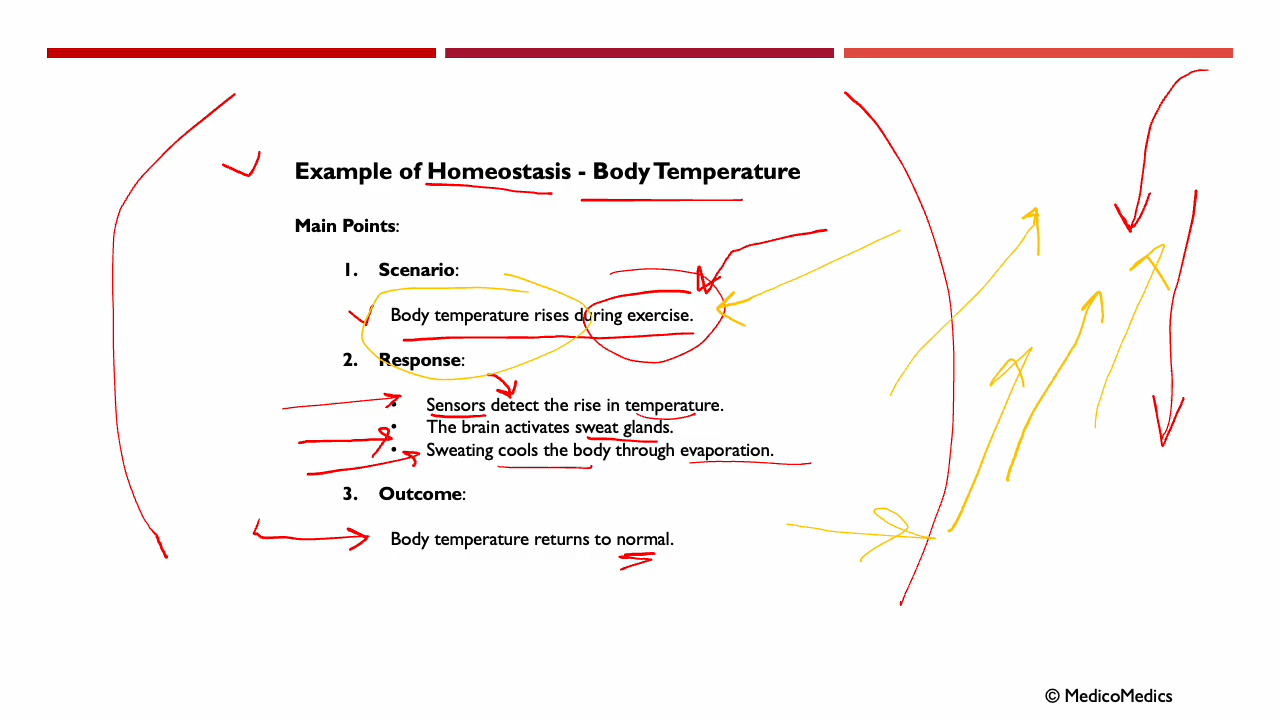 Example of Homeostasis - Body Temperature
Main Points:
1. Scenario:
Body temperature rises during exercise.
2. Response:
• Sensors detect the rise in temperature.
• The brain activates sweat glands.
• Sweating cools the body through evaporation.
3. Outcome:
Body temperature returns to normal.
© MedicoMedics